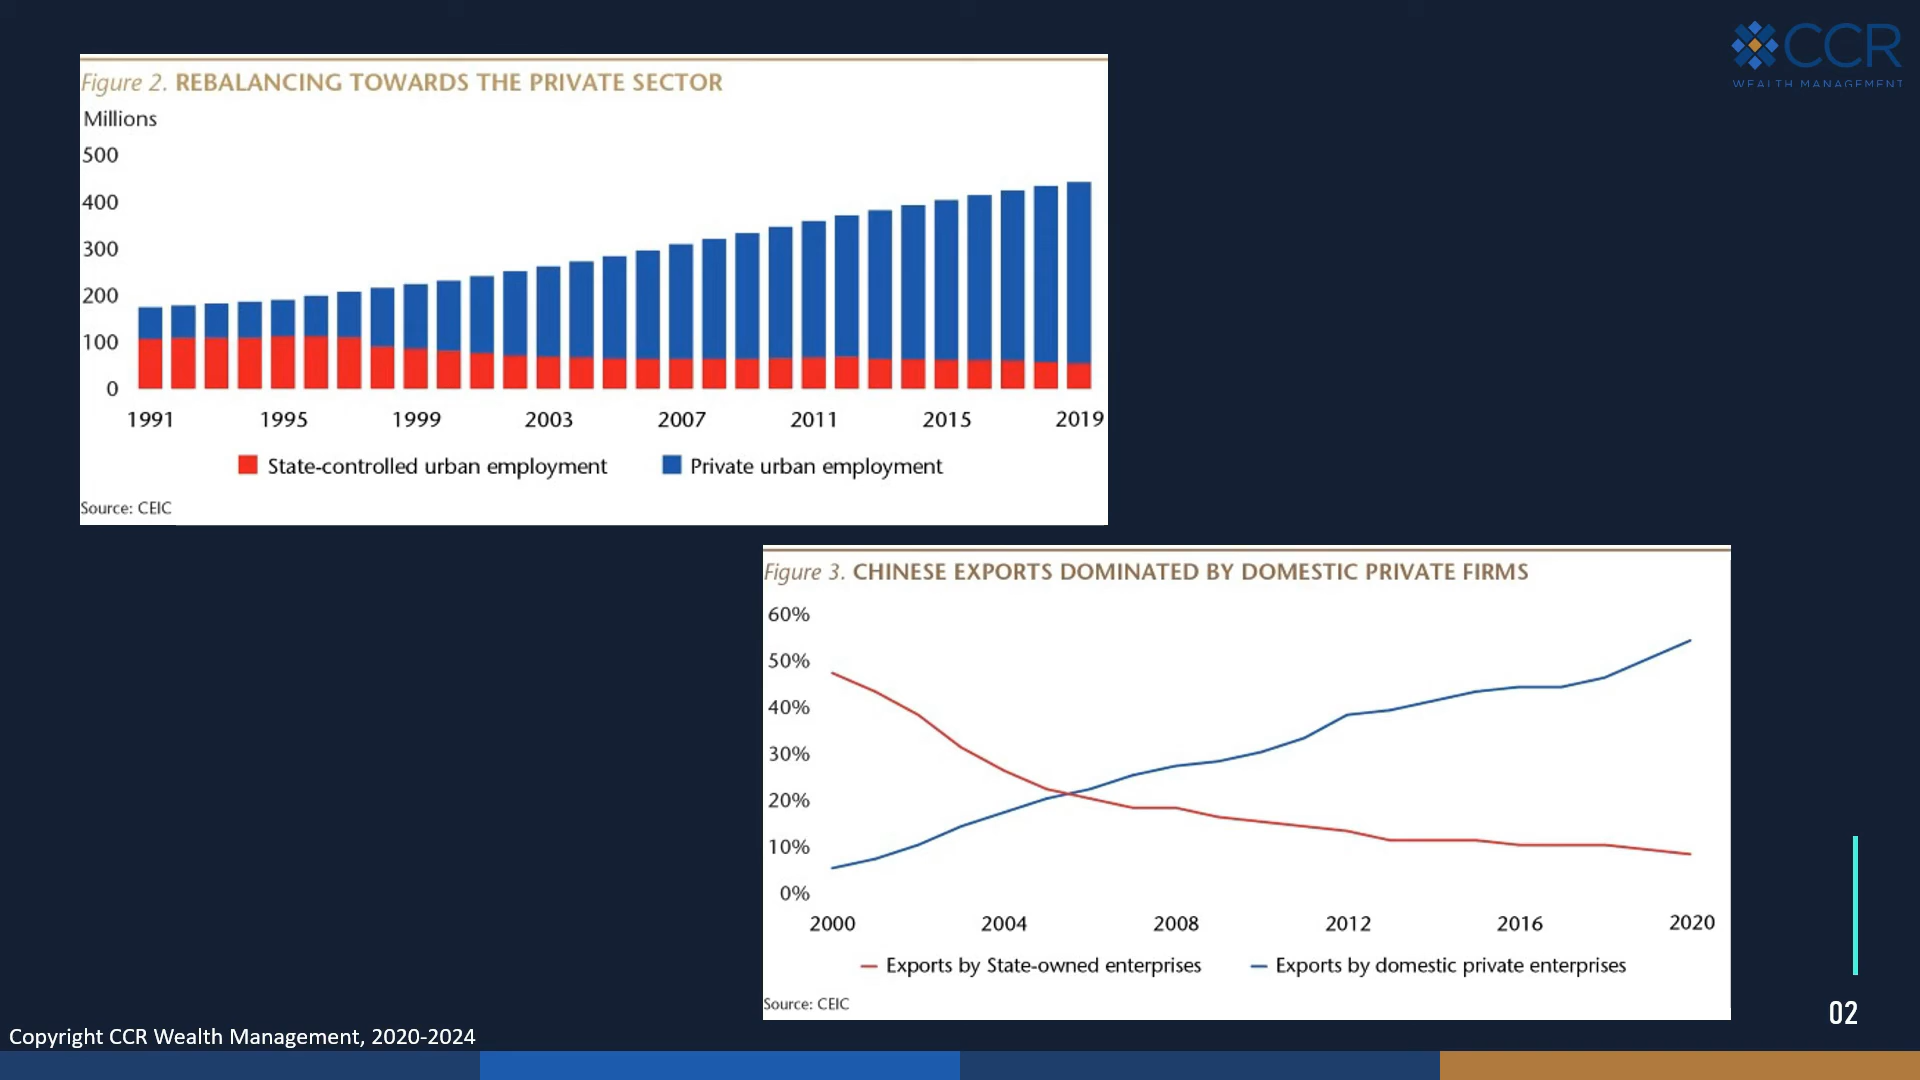 CCR
WEALTH MANAGEMENT
Figure 2. REBALANCING TOWARDS THE PRIVATE SECTOR
Millions
500
400
300
200
100
0
1991 1995 1999 2003 2007 2011 2015 2019
State-controlled urban employment Private urban employment
Source: CEIC
Figure 3. CHINESE EXPORTS DOMINATED BY DOMESTIC PRIVATE FIRMS
60%
50%
40%
30%
20%
10%
0%
2000 2004 2008 2012 2016 2020
Exports by State-owned enterprises Exports by domestic private enterprises
Source: CEIC
02
Copyright CCR Wealth Management, 2020-2024